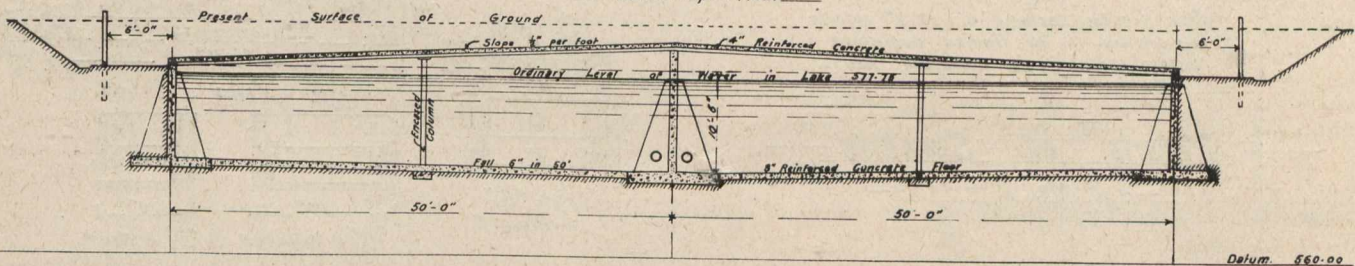 Present Surface of Ground
6'-0"
Slope ¼" per foot
4" Reinforced Concrete
6'-0"
Ordinary Level of Water in Lake 577.78
Encased Column
10'-6"
Fall 6" in 50'
8" Reinforced Concrete Floor
50'-0"
50'-0"
Datum. 560.00